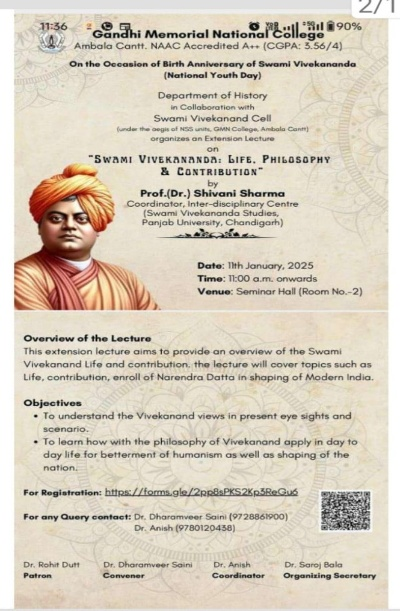 2/1
11:36 2 90%
Gandhi Memorial National College
Ambala Cantt. NAAC Accredited A++ (CGPA: 3.56/4)
On the Occasion of Birth Anniversary of Swami Vivekananda
(National Youth Day)
Department of History
in Collaboration with
Swami Vivekanand Cell
(under the aegis of NSS units, GMN College, Ambala Cantt)
organizes an Extension Lecture
on
"Swami Vivekananda: Life, Philosophy
& Contribution"
by
Prof.(Dr.) Shivani Sharma
Coordinator, Inter-disciplinary Centre
(Swami Vivekananda Studies,
Panjab University, Chandigarh)
Date: 11th January, 2025
Time: 11:00 a.m. onwards
Venue: Seminar Hall (Room No.-2)
Overview of the Lecture
This extension lecture aims to provide an overview of the Swami
Vivekanand Life and contribution. the lecture will cover topics such as
Life, contribution, enroll of Narendra Datta in shaping of Modern India.
Objectives
• To understand the Vivekanand views in present eye sights and
scenario.
• To learn how with the philosophy of Vivekanand apply in day to
day life for betterment of humanism as well as shaping of the
nation.
For Registration: https://forms.gle/2pp8sPKS2Kp3ReGu6
For any Query contact: Dr. Dharamveer Saini (9728861900)
Dr. Anish (9780120438)
Dr. Rohit Dutt Dr. Dharamveer Saini Dr. Anish Dr. Saroj Bala
Patron Convener Coordinator Organizing Secretary